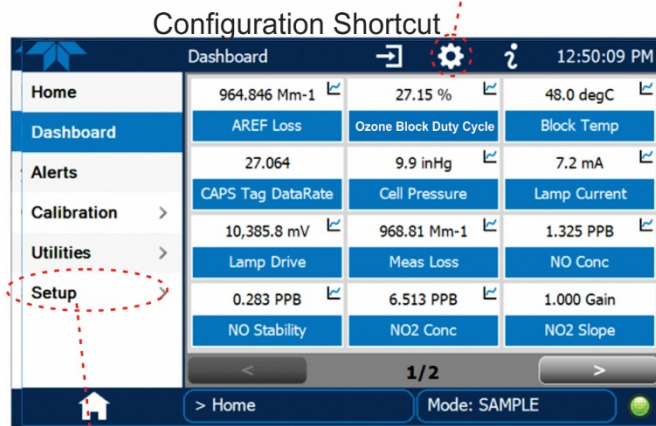 Configuration Shortcut
Dashboard
12:50:09 PM
Home
Dashboard
Alerts
Calibration >
Utilities >
Setup >
964.846 Mm-1
27.15 %
48.0 degC
AREF Loss
Ozone Block Duty Cycle
Block Temp
27.064
9.9 inHg
7.2 mA
CAPS Tag DataRate
Cell Pressure
Lamp Current
10,385.8 mV
968.81 Mm-1
1.325 PPB
Lamp Drive
Meas Loss
NO Conc
0.283 PPB
6.513 PPB
1.000 Gain
NO Stability
NO2 Conc
NO2 Slope
<
1/2
>
> Home
Mode: SAMPLE